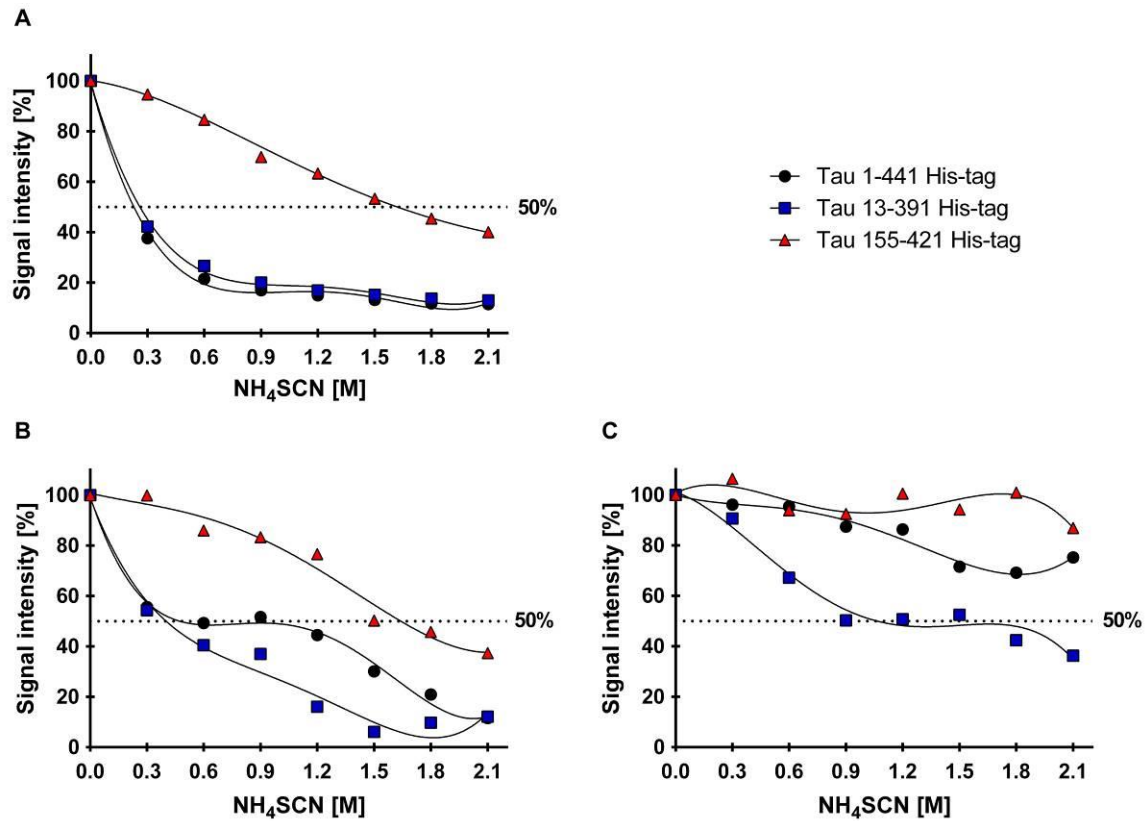 A
Signal intensity [%]
100
80
60
40
20
0
50%
0.0 0.3 0.6 0.9 1.2 1.5 1.8 2.1
NH₄SCN [M]
Tau 1-441 His-tag
Tau 13-391 His-tag
Tau 155-421 His-tag
B
Signal intensity [%]
100
80
60
40
20
0
50%
0.0 0.3 0.6 0.9 1.2 1.5 1.8 2.1
NH₄SCN [M]
C
Signal intensity [%]
100
80
60
40
20
0
50%
0.0 0.3 0.6 0.9 1.2 1.5 1.8 2.1
NH₄SCN [M]